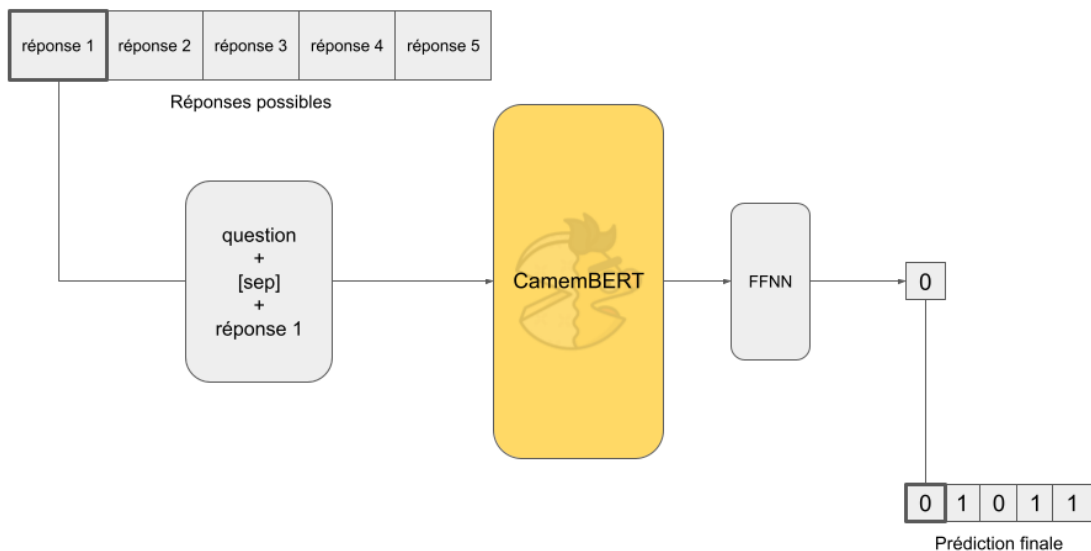 réponse 1 réponse 2 réponse 3 réponse 4 réponse 5
Réponses possibles
question
+
[sep]
+
réponse 1
CamemBERT
FFNN
0
0 1 0 1 1
Prédiction finale